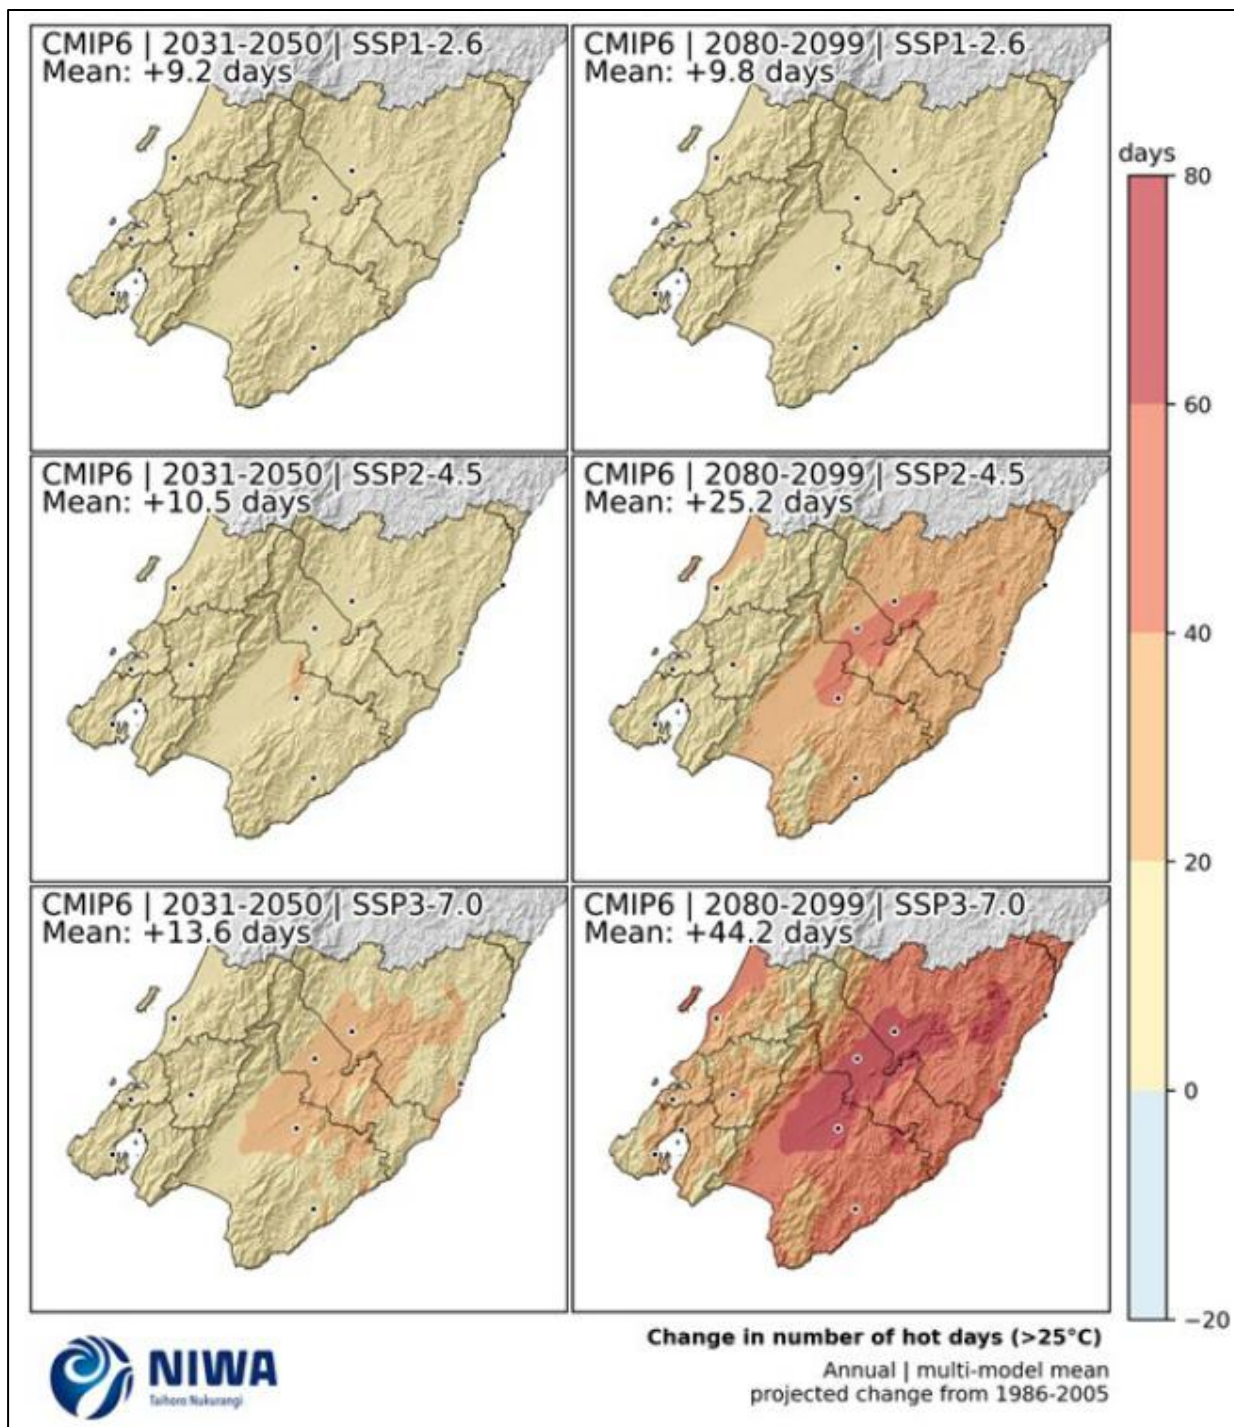 CMIP6 | 2031-2050 | SSP1-2.6
Mean: +9.2 days
CMIP6 | 2080-2099 | SSP1-2.6
Mean: +9.8 days
CMIP6 | 2031-2050 | SSP2-4.5
Mean: +10.5 days
CMIP6 | 2080-2099 | SSP2-4.5
Mean: +25.2 days
CMIP6 | 2031-2050 | SSP3-7.0
Mean: +13.6 days
CMIP6 | 2080-2099 | SSP3-7.0
Mean: +44.2 days
days
80
60
40
20
0
−20
NIWA
Taihoro Nukurangi
Change in number of hot days (>25°C)
Annual | multi-model mean
projected change from 1986-2005